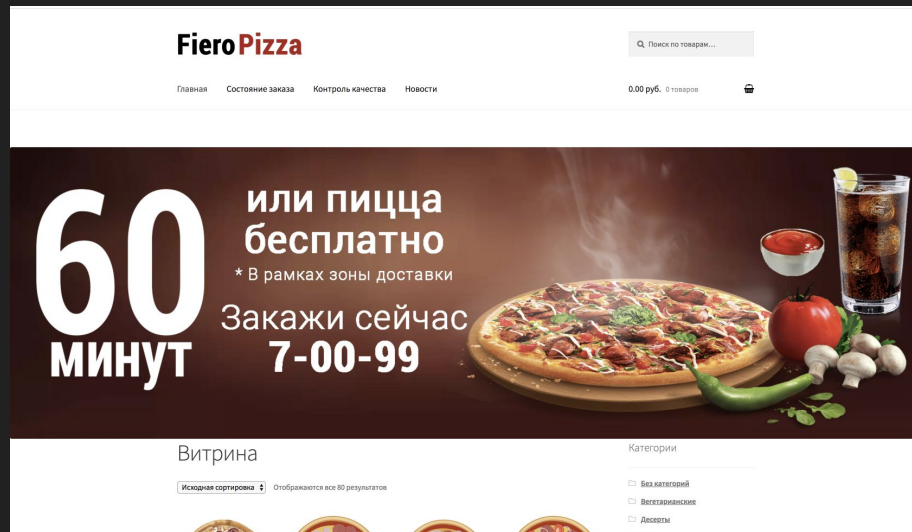 Fiero Pizza
Поиск по товарам...
Главная Состояние заказа Контроль качества Новости
0.00 руб. 0 товаров
60
минут
или пицца
бесплатно
* В рамках зоны доставки
Закажи сейчас
7-00-99
Витрина
Исходная сортировка Отображаются все 80 результатов
Категории
Без категорий
Вегетарианские
Десерты